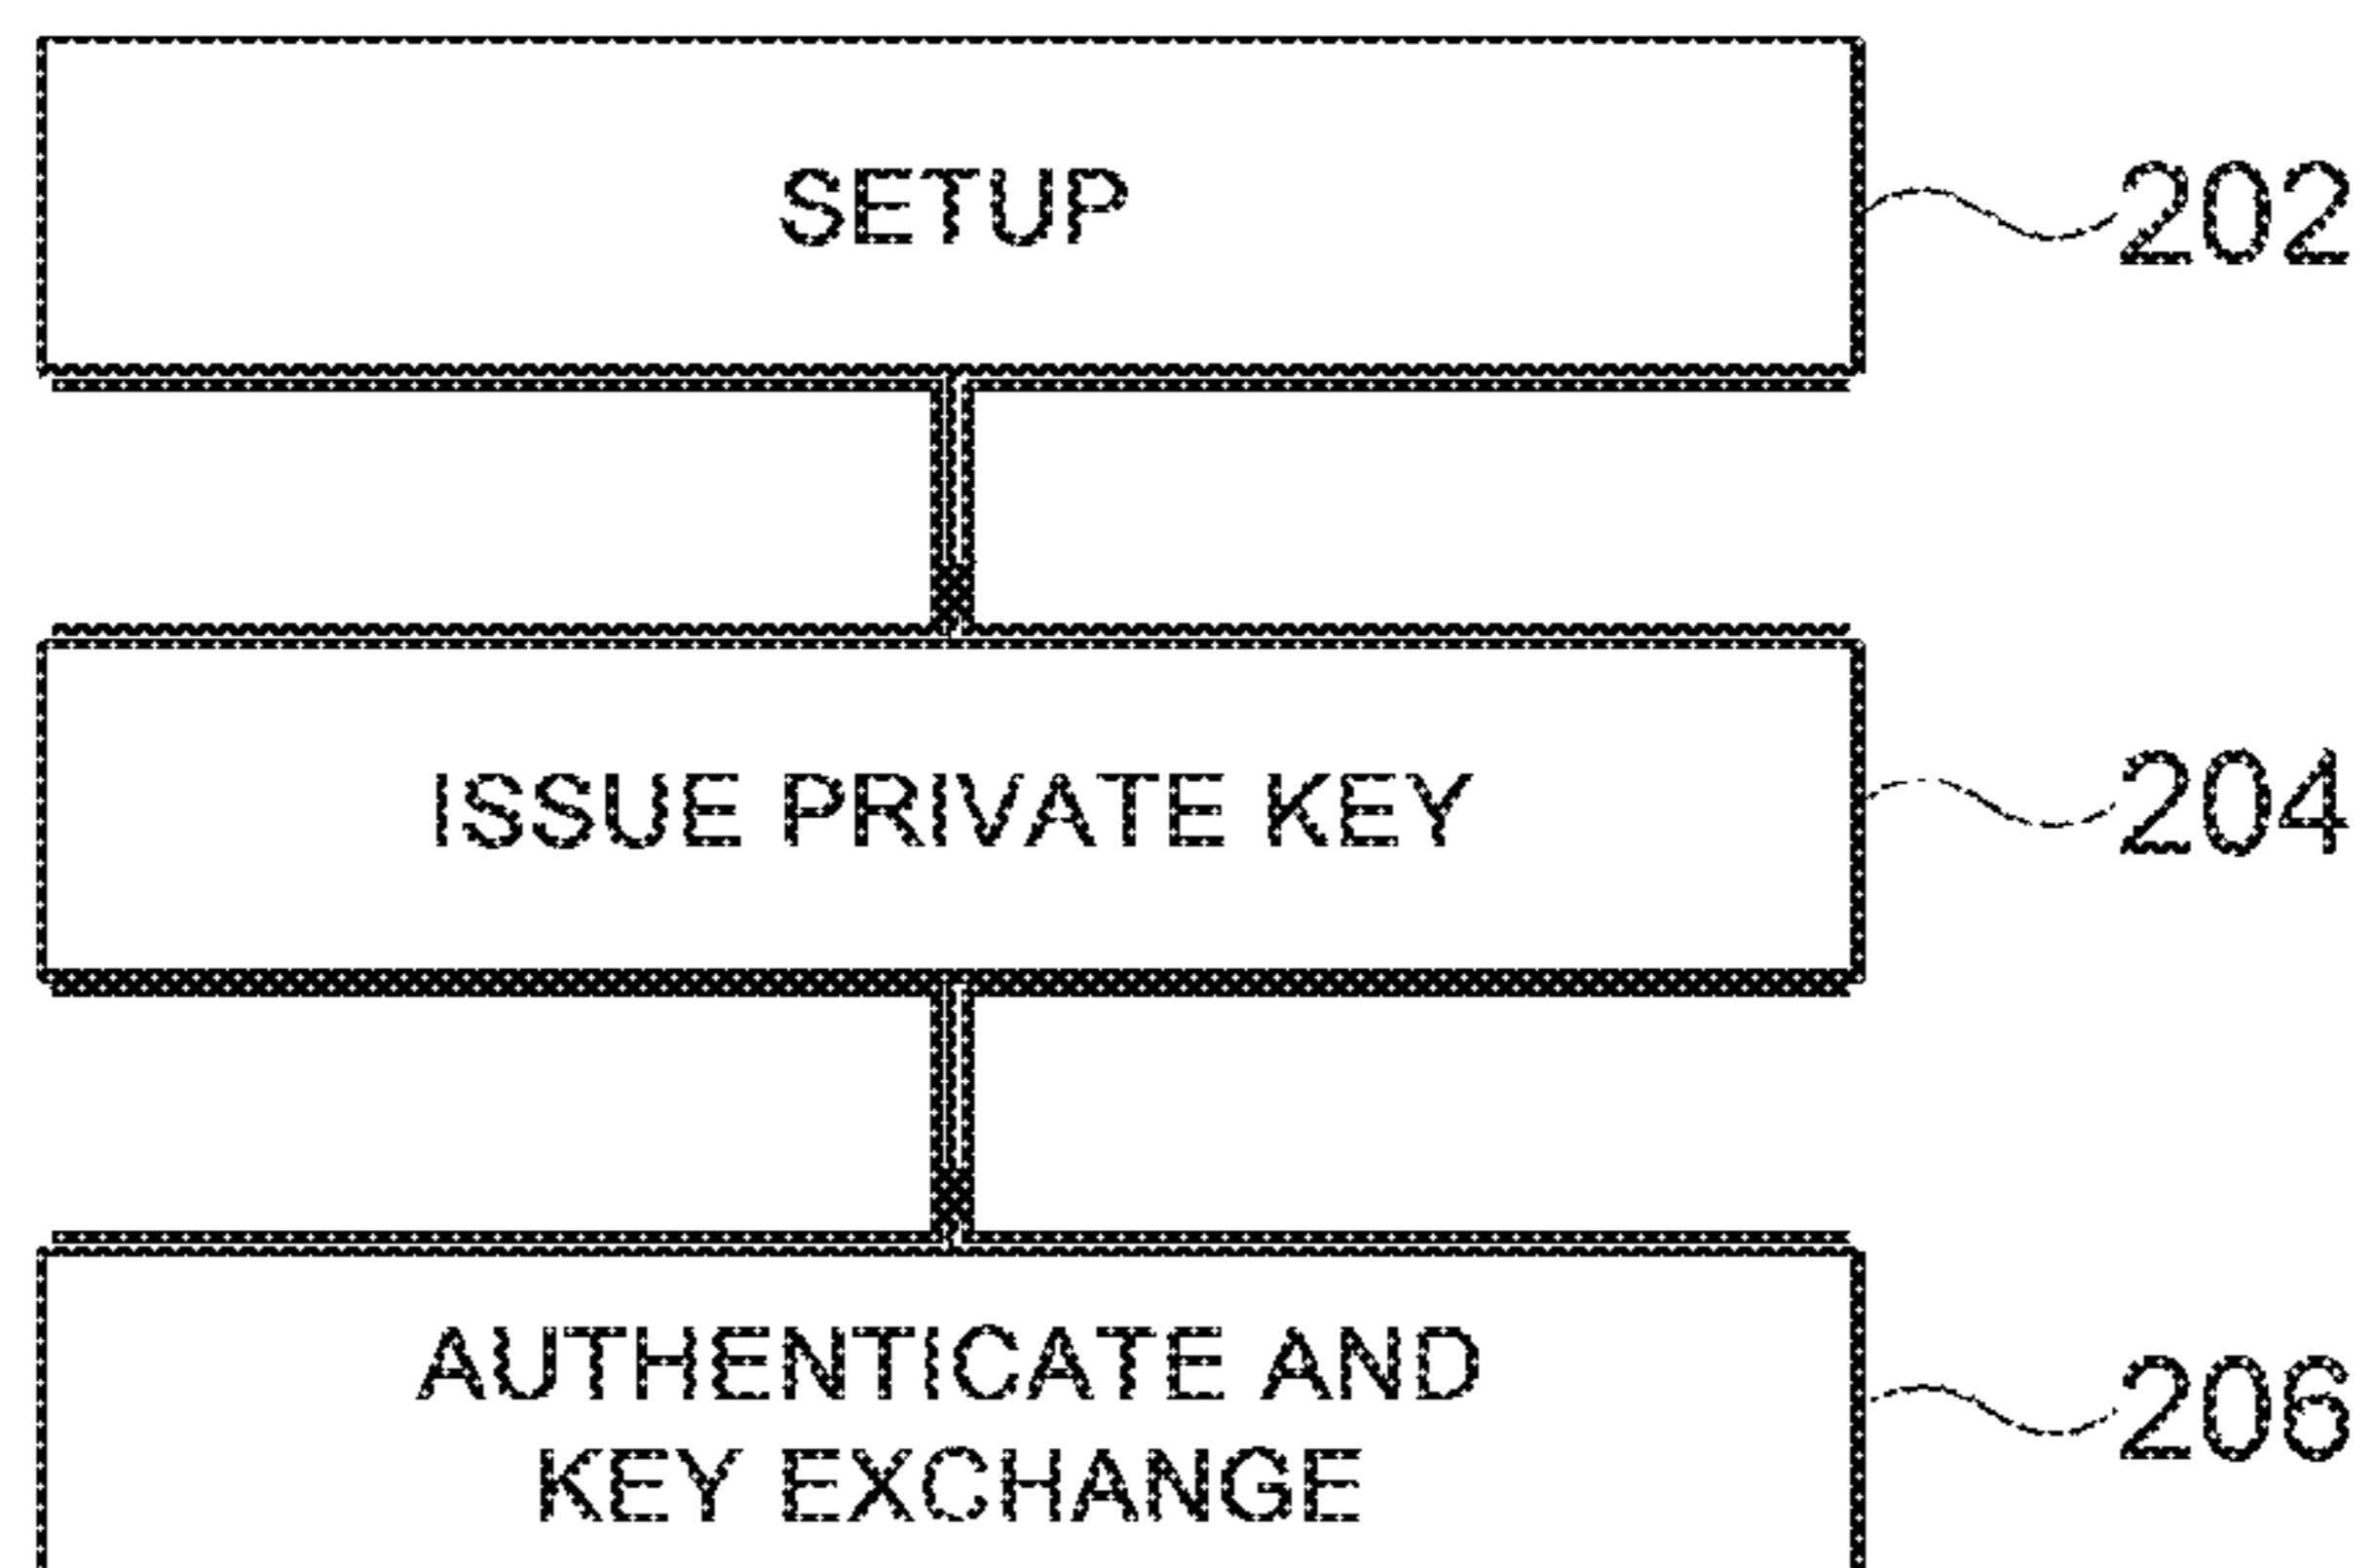 SETUP
202
ISSUE PRIVATE KEY
204
AUTHENTICATE AND
KEY EXCHANGE
206